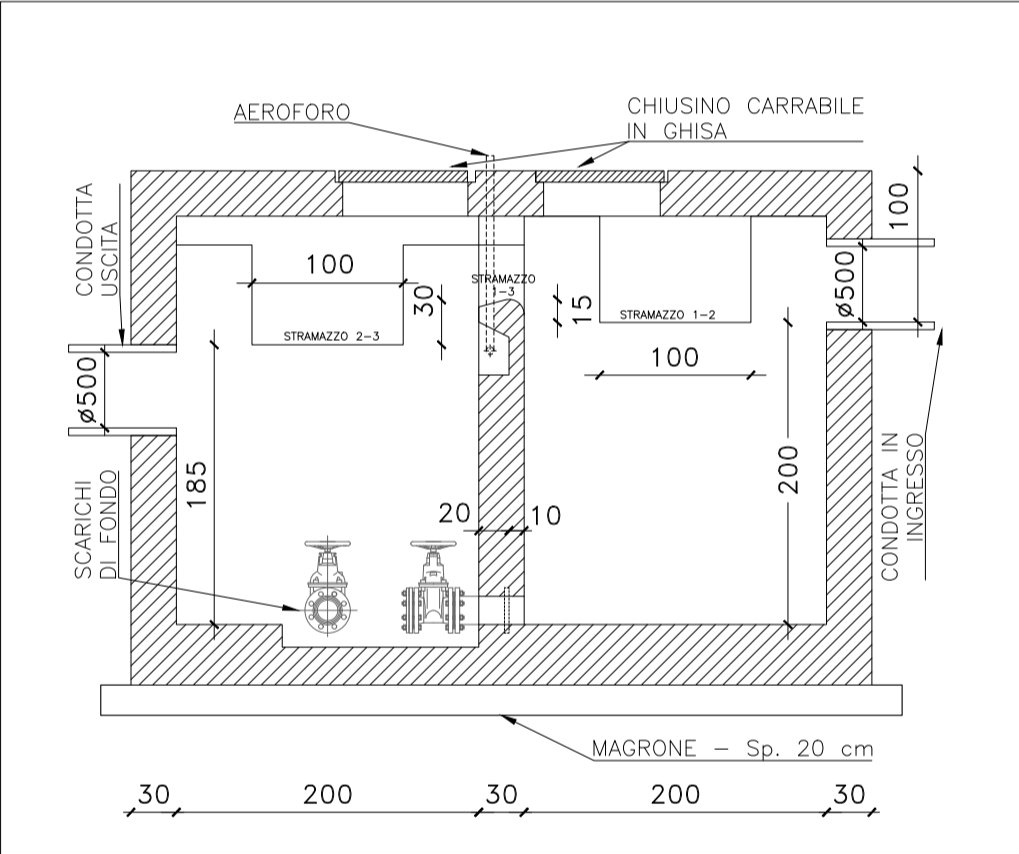 AEROFORO
CHIUSINO CARRABILE
IN GHISA
CONDOTTA
USCITA
100
100
30
STRAMAZZO
1-3
15
STRAMAZZO 2-3
STRAMAZZO 1-2
ø500
ø500
100
185
200
20
10
SCARICHI
DI FONDO
CONDOTTA IN
INGRESSO
MAGRONE - Sp. 20 cm
30
200
30
200
30